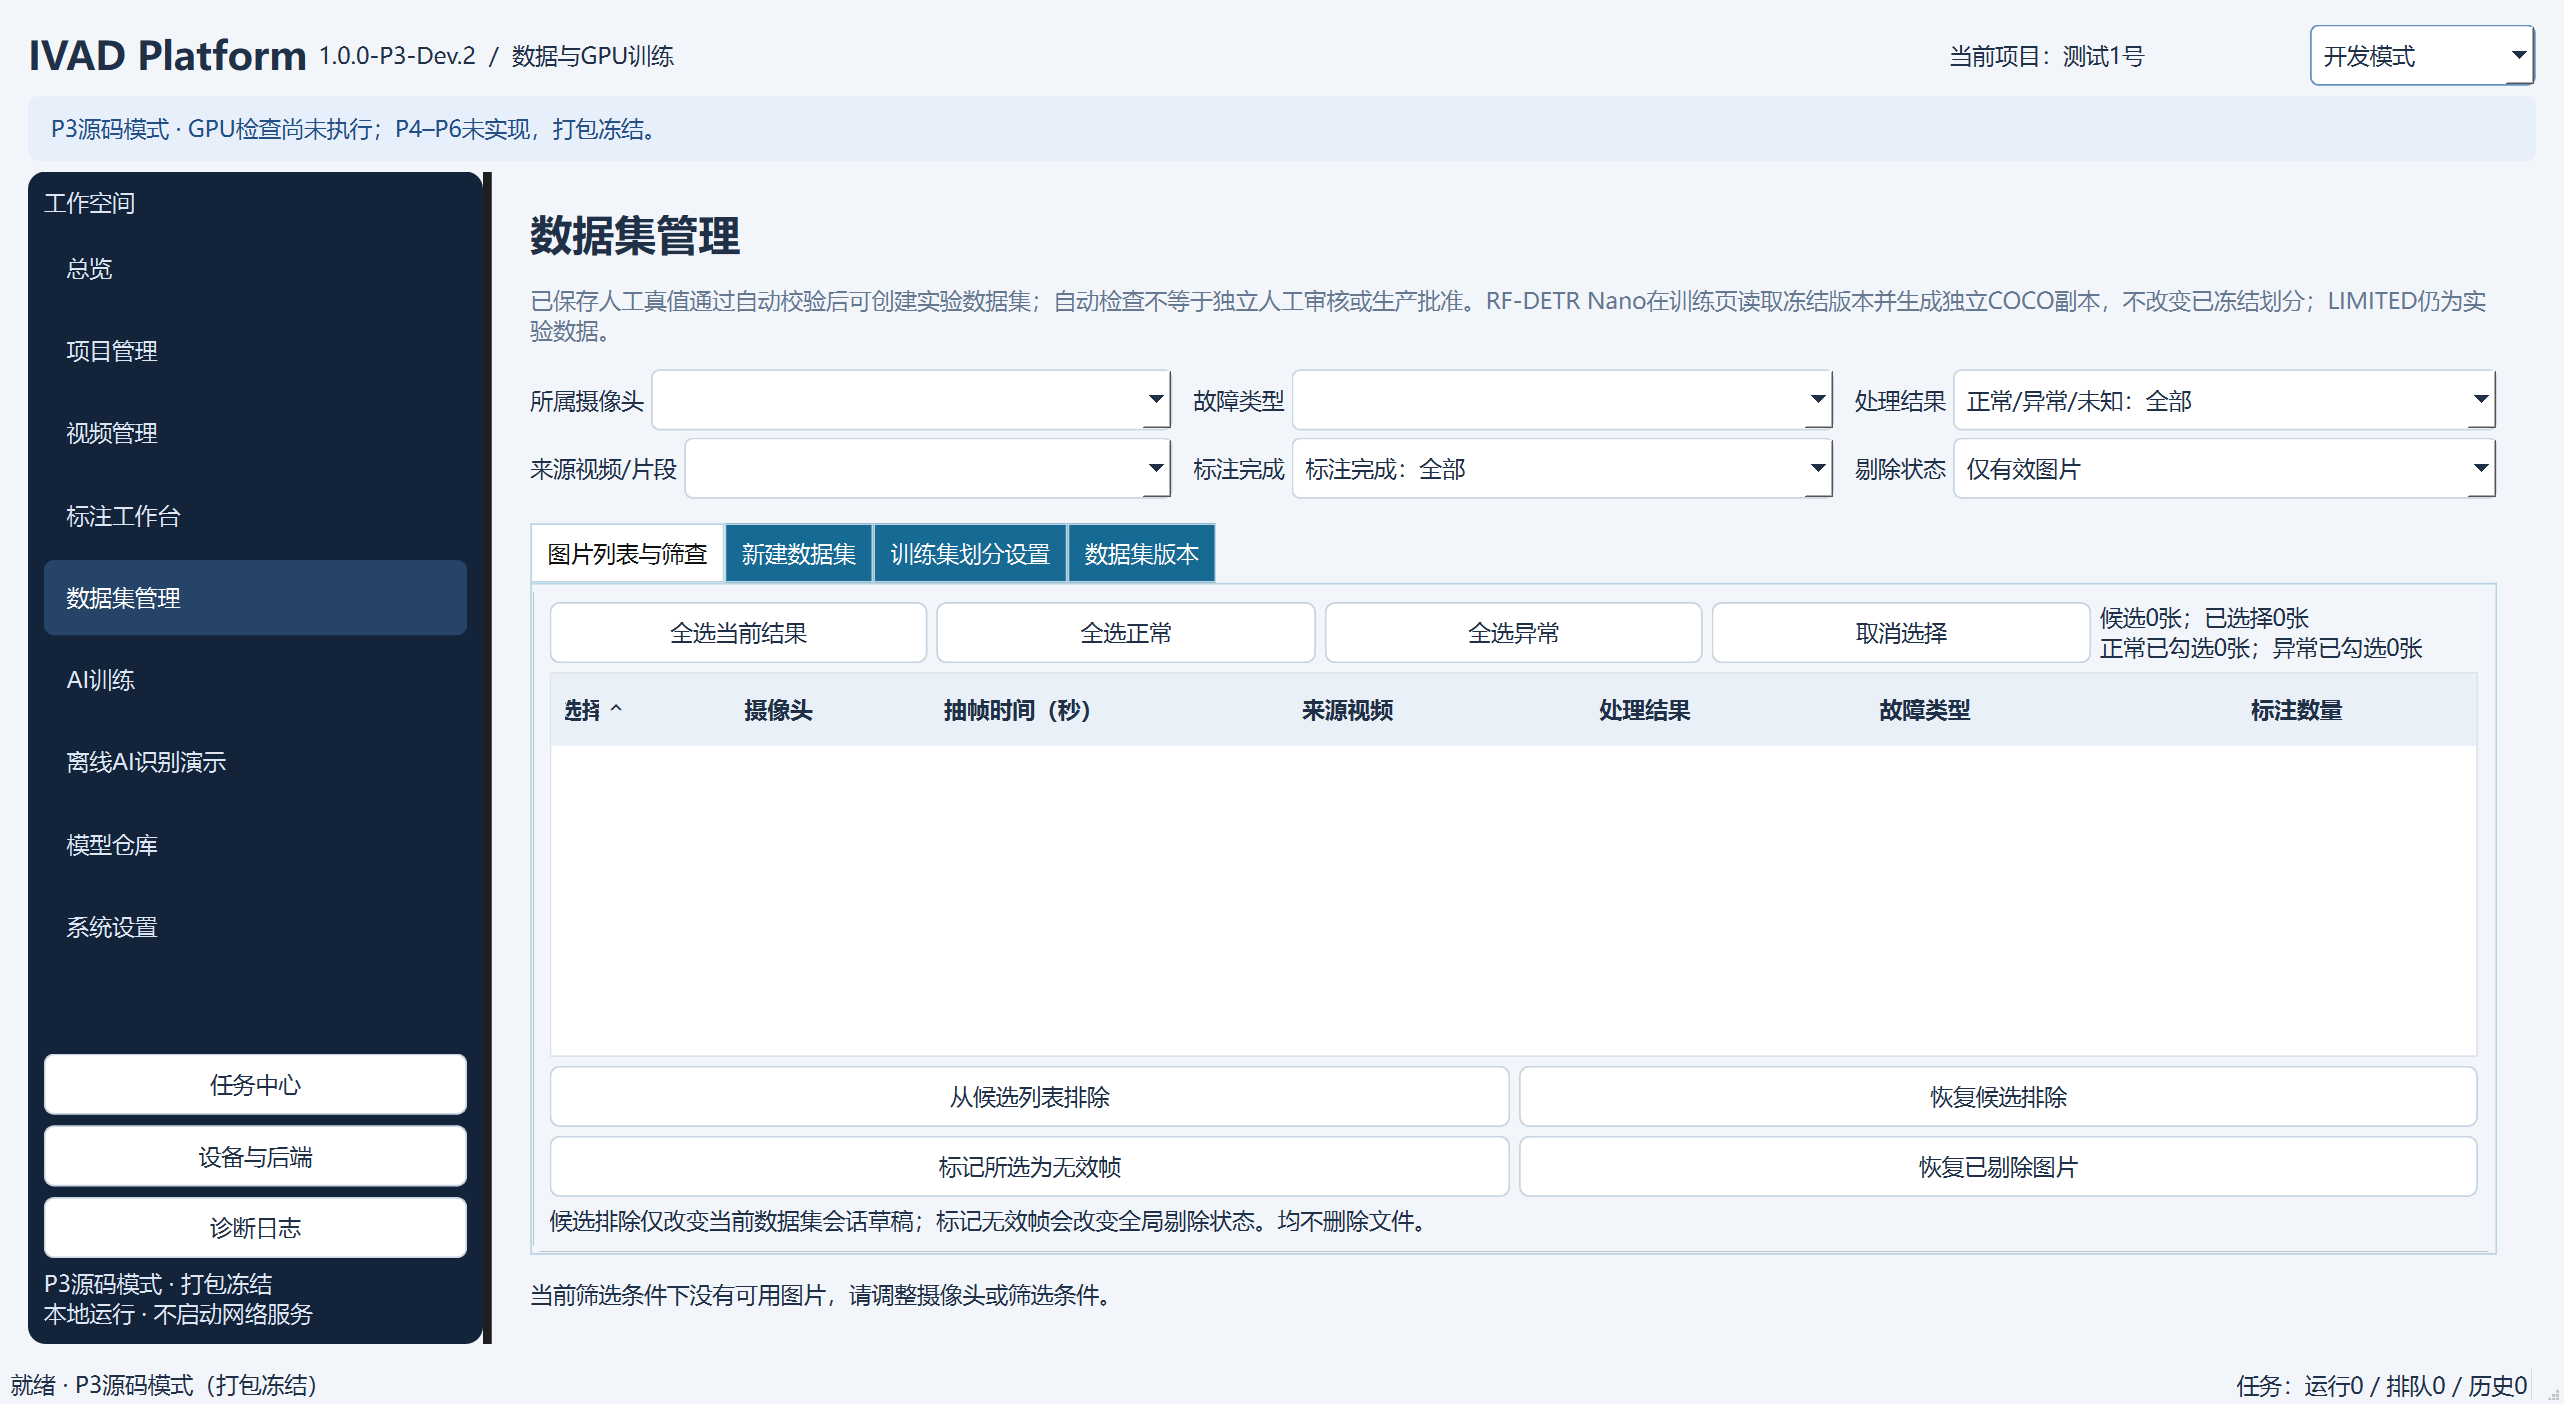 IVAD Platform 1.0.0-P3-Dev.2 / 数据与GPU训练
当前项目：测试1号
开发模式
P3源码模式 · GPU检查尚未执行；P4–P6未实现，打包冻结。
工作空间
总览
项目管理
视频管理
标注工作台
数据集管理
AI训练
离线AI识别演示
模型仓库
系统设置
任务中心
设备与后端
诊断日志
P3源码模式 · 打包冻结
本地运行 · 不启动网络服务
数据集管理
已保存人工真值通过自动校验后可创建实验数据集；自动检查不等于独立人工审核或生产批准。RF-DETR Nano在训练页读取冻结版本并生成独立COCO副本，不改变已冻结划分；LIMITED仍为实
验数据。
所属摄像头
故障类型
处理结果 正常/异常/未知：全部
来源视频/片段
标注完成 标注完成：全部
剔除状态 仅有效图片
图片列表与筛查 新建数据集 训练集划分设置 数据集版本
全选当前结果 全选正常 全选异常 取消选择
候选0张；已选择0张
正常已勾选0张；异常已勾选0张
选择 摄像头 抽帧时间（秒） 来源视频 处理结果 故障类型 标注数量
从候选列表排除 恢复候选排除
标记所选为无效帧 恢复已剔除图片
候选排除仅改变当前数据集会话草稿；标记无效帧会改变全局剔除状态。均不删除文件。
当前筛选条件下没有可用图片，请调整摄像头或筛选条件。
就绪 · P3源码模式（打包冻结）
任务：运行0 / 排队0 / 历史0